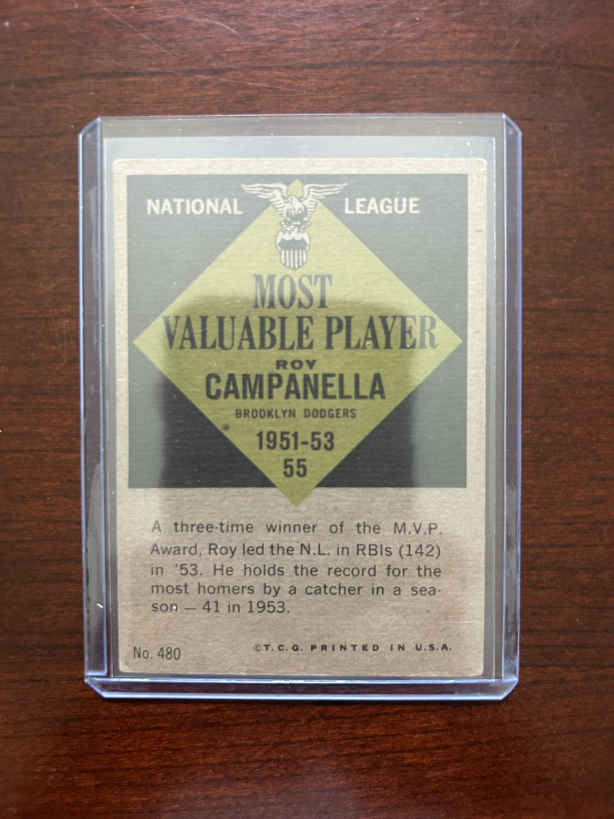 NATIONAL LEAGUE
MOST
VALUABLE PLAYER
ROY
CAMPANELLA
BROOKLYN DODGERS
1951-53
55
A three-time winner of the M.V.P.
Award, Roy led the N.L. in RBIs (142)
in '53. He holds the record for the
most homers by a catcher in a sea-
son — 41 in 1953.
No. 480
©T.C.G. PRINTED IN U.S.A.